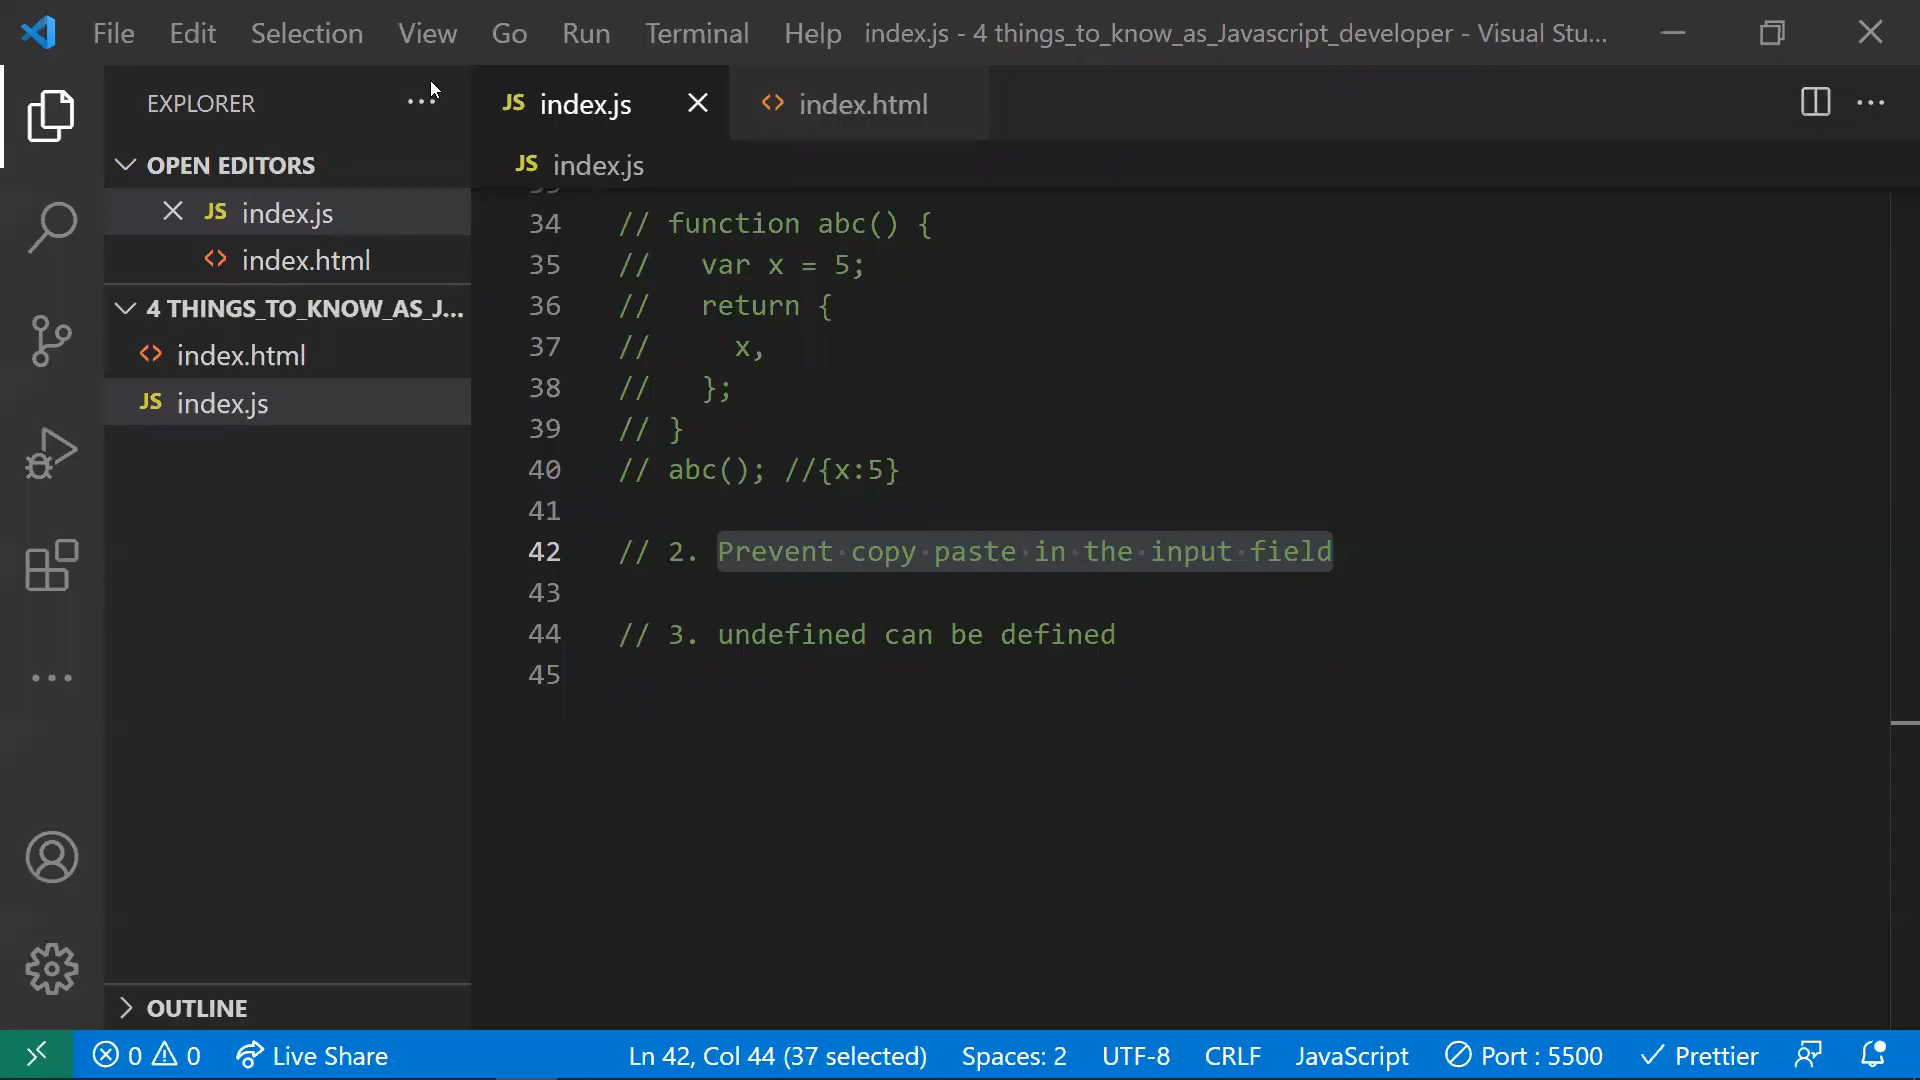 File Edit Selection View Go Run Terminal Help index.js - 4 things_to_know_as_Javascript_developer - Visual Stu...
EXPLORER
JS index.js
index.html
JS index.js
OPEN EDITORS
JS index.js
index.html
4 THINGS_TO_KNOW_AS_J...
index.html
JS index.js
34 // function abc() {
35 //   var x = 5;
36 //   return {
37 //     x,
38 //   };
39 // }
40 // abc(); //{x:5}
41
42 // 2. Prevent copy paste in the input field
43
44 // 3. undefined can be defined
45
OUTLINE
0 0 Live Share Ln 42, Col 44 (37 selected) Spaces: 2 UTF-8 CRLF JavaScript Port : 5500 Prettier